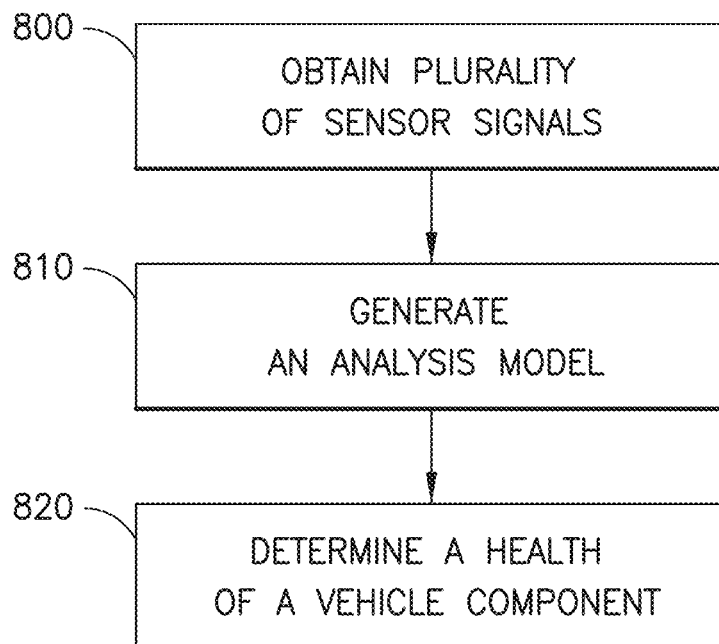 800
OBTAIN PLURALITY
OF SENSOR SIGNALS
810
GENERATE
AN ANALYSIS MODEL
820
DETERMINE A HEALTH
OF A VEHICLE COMPONENT